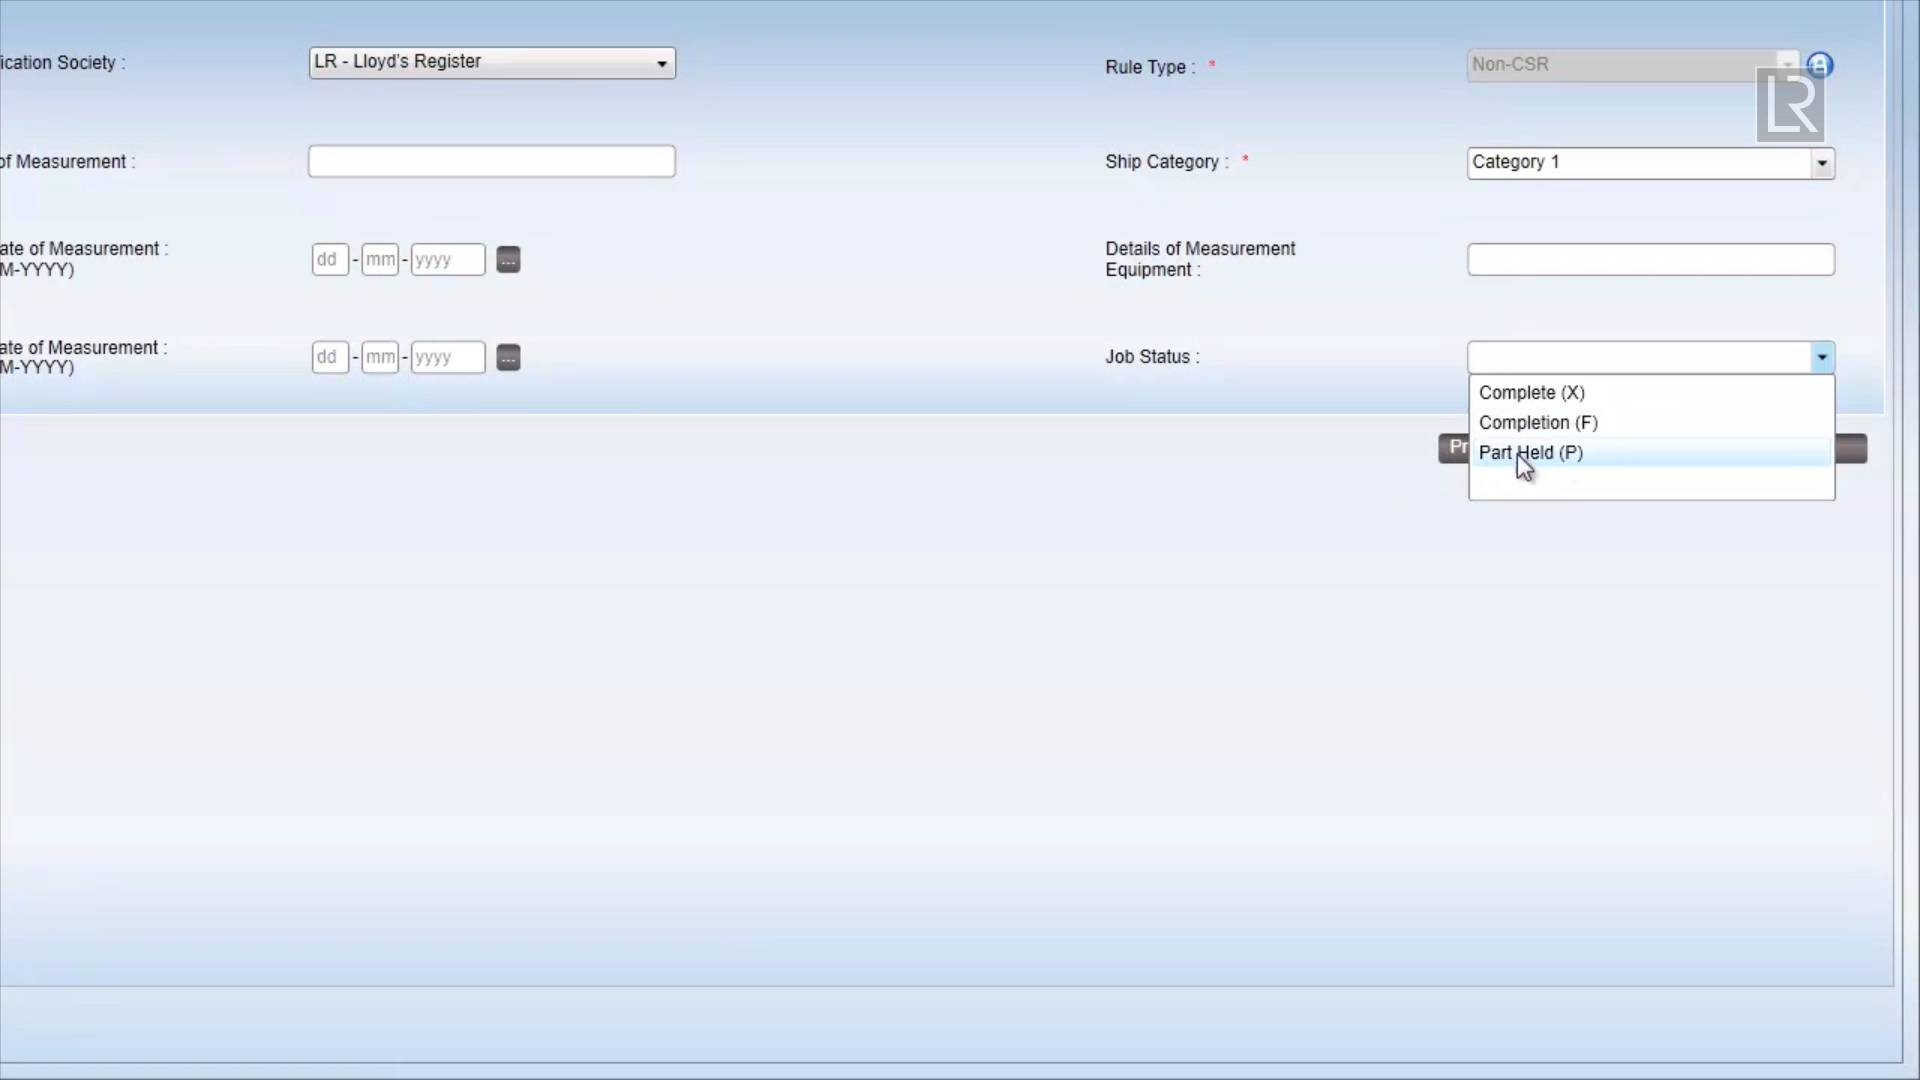 ication Society :
LR - Lloyd's Register
Rule Type : *
Non-CSR
LR
of Measurement :
Ship Category : *
Category 1
ate of Measurement :
M-YYYY)
dd - mm - yyyy ...
Details of Measurement
Equipment :
ate of Measurement :
M-YYYY)
dd - mm - yyyy ...
Job Status :
Complete (X)
Completion (F)
Pr
Part Held (P)